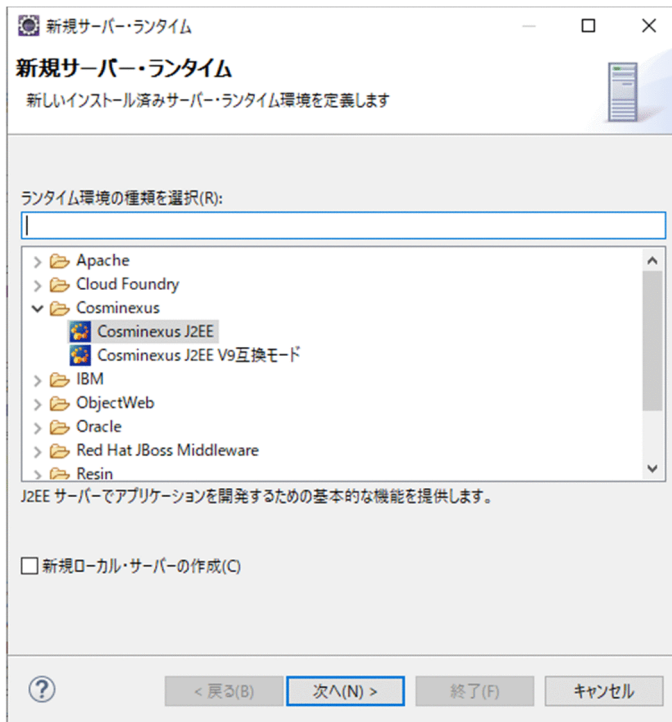 新規サーバー・ランタイム
新規サーバー・ランタイム
新しいインストール済みサーバー・ランタイム環境を定義します
ランタイム環境の種類を選択(R):
Apache
Cloud Foundry
Cosminexus
Cosminexus J2EE
Cosminexus J2EE V9互換モード
IBM
ObjectWeb
Oracle
Red Hat JBoss Middleware
Resin
J2EE サーバーでアプリケーションを開発するための基本的な機能を提供します。
新規ローカル・サーバーの作成(C)
< 戻る(B) 次へ(N) > 終了(F) キャンセル